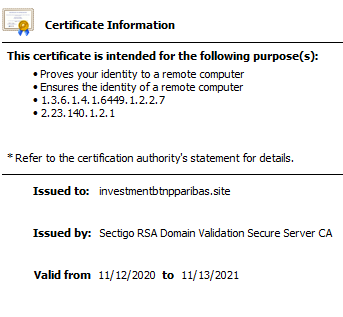 Certificate Information
This certificate is intended for the following purpose(s):
• Proves your identity to a remote computer
• Ensures the identity of a remote computer
• 1.3.6.1.4.1.6449.1.2.2.7
• 2.23.140.1.2.1
* Refer to the certification authority's statement for details.
Issued to: investmentbtnpparibas.site
Issued by: Sectigo RSA Domain Validation Secure Server CA
Valid from 11/12/2020 to 11/13/2021